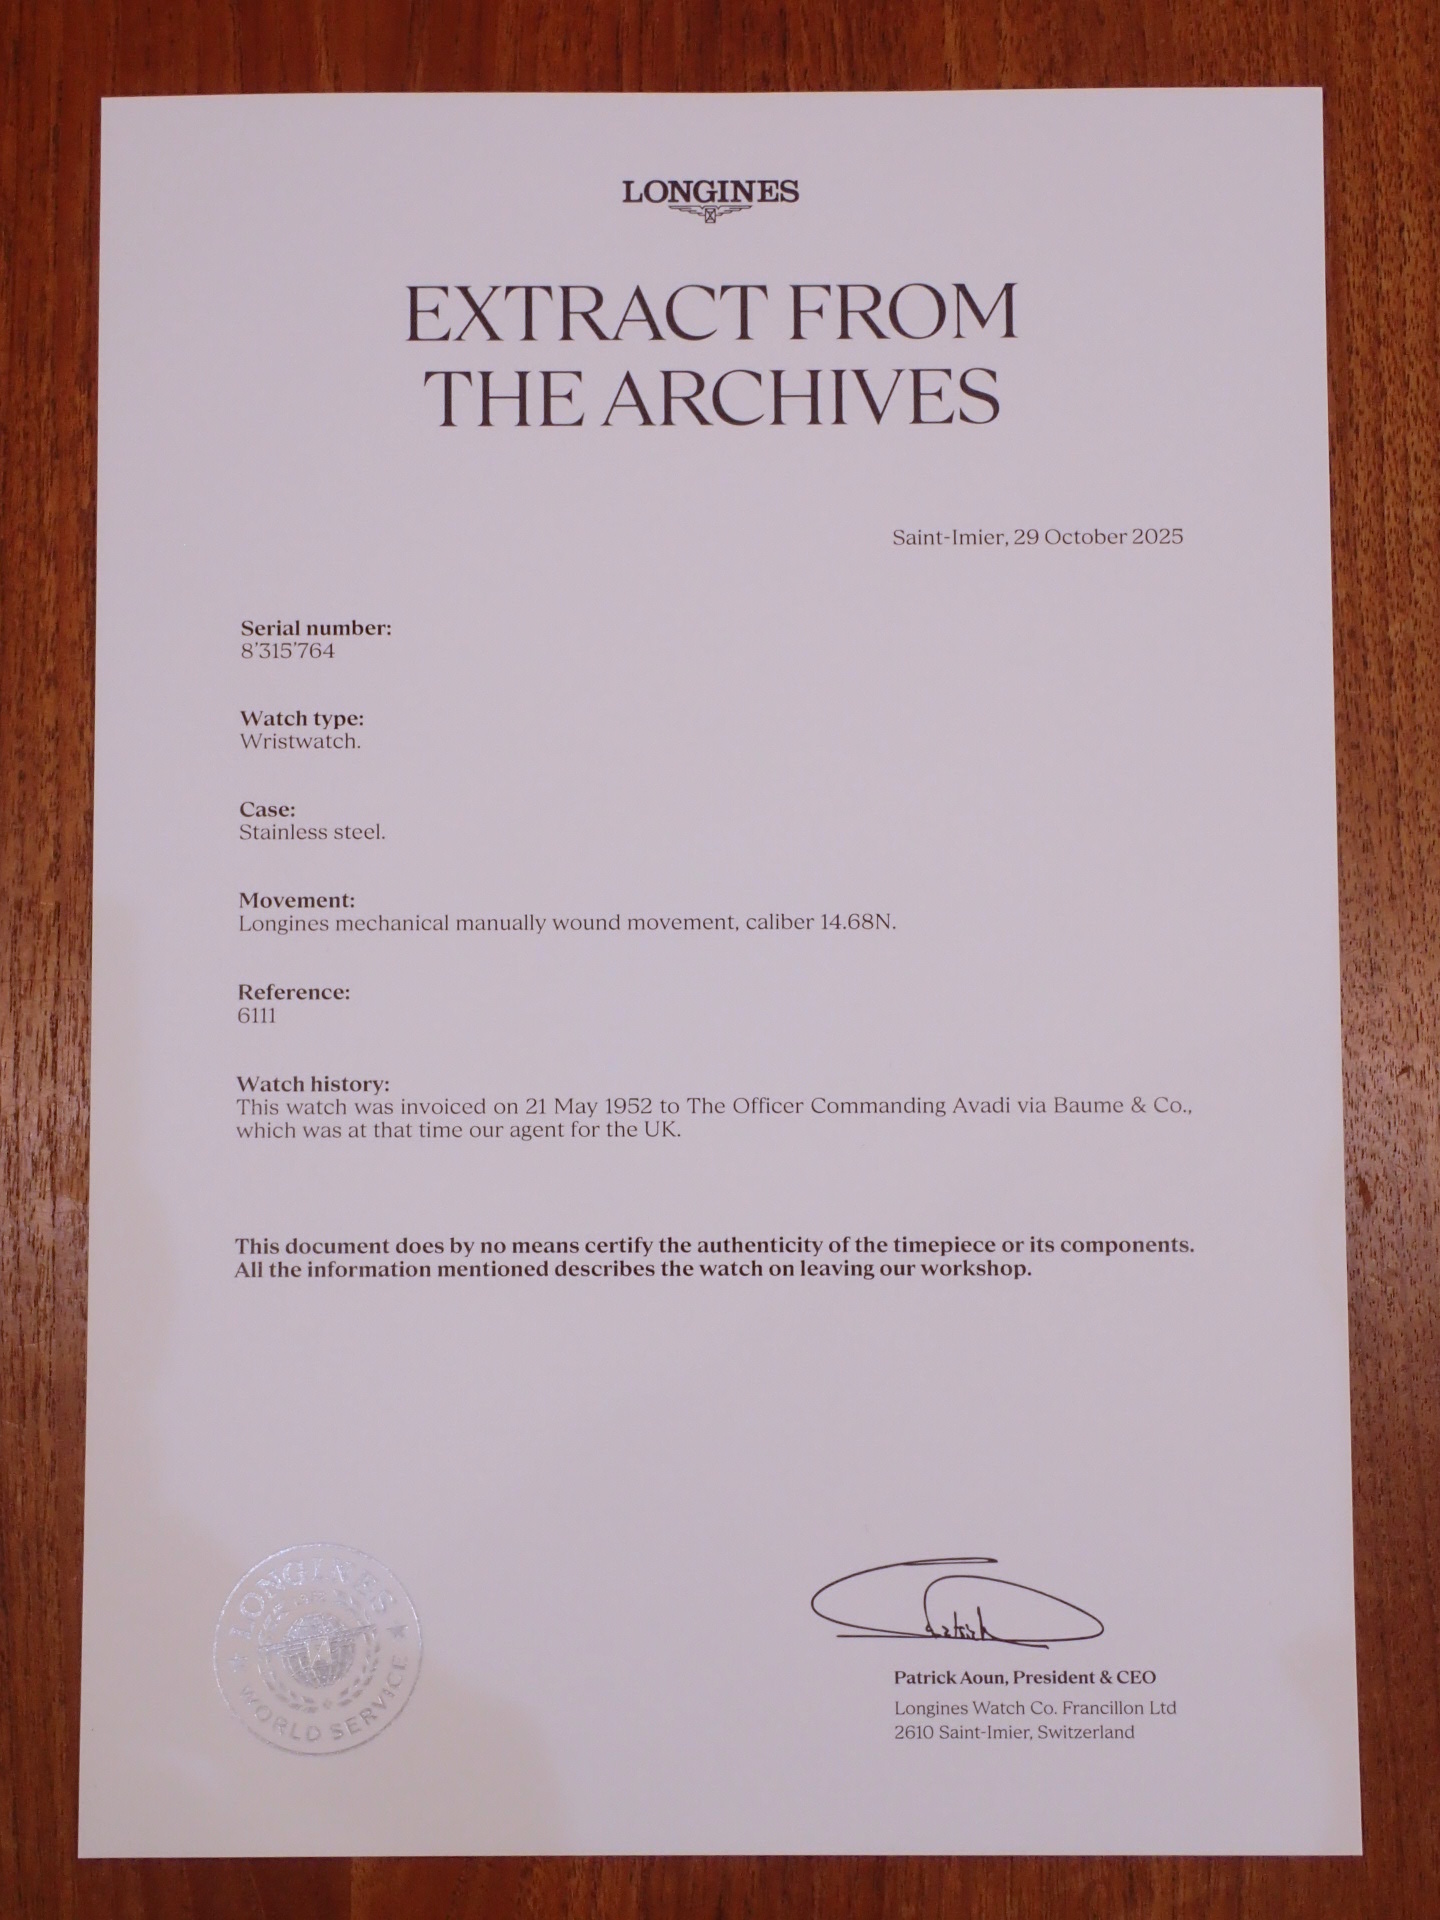 LONGINES
EXTRACT FROM
THE ARCHIVES
Saint-Imier, 29 October 2025
Serial number:
8'315'764
Watch type:
Wristwatch.
Case:
Stainless steel.
Movement:
Longines mechanical manually wound movement, caliber 14.68N.
Reference:
6111
Watch history:
This watch was invoiced on 21 May 1952 to The Officer Commanding Avadi via Baume & Co.,
which was at that time our agent for the UK.
This document does by no means certify the authenticity of the timepiece or its components.
All the information mentioned describes the watch on leaving our workshop.
LONGINES
WORLD SERVICE
Patrick
Patrick Aoun, President & CEO
Longines Watch Co. Francillon Ltd
2610 Saint-Imier, Switzerland